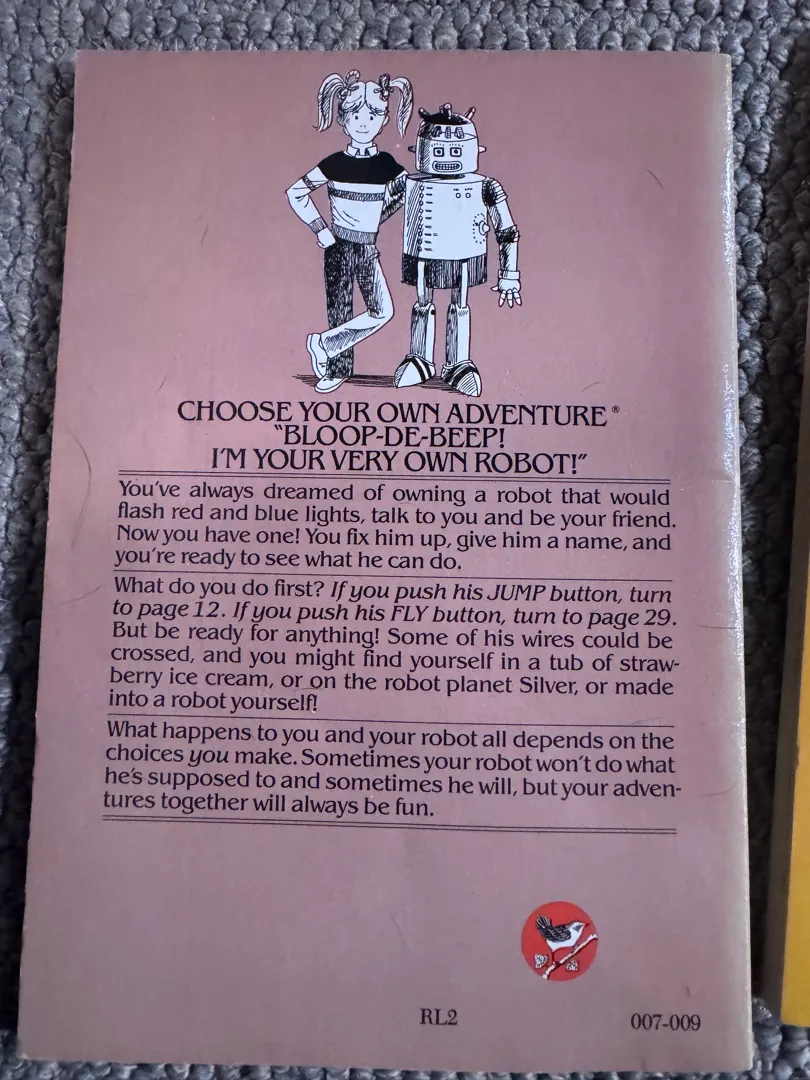 CHOOSE YOUR OWN ADVENTURE®
"BLOOP-DE-BEEP!
I'M YOUR VERY OWN ROBOT!"
You've always dreamed of owning a robot that would
flash red and blue lights, talk to you and be your friend.
Now you have one! You fix him up, give him a name, and
you're ready to see what he can do.
What do you do first? If you push his JUMP button, turn
to page 12. If you push his FLY button, turn to page 29.
But be ready for anything! Some of his wires could be
crossed, and you might find yourself in a tub of straw-
berry ice cream, or on the robot planet Silver, or made
into a robot yourself!
What happens to you and your robot all depends on the
choices you make. Sometimes your robot won't do what
he's supposed to and sometimes he will, but your adven-
tures together will always be fun.
RL2
007-009